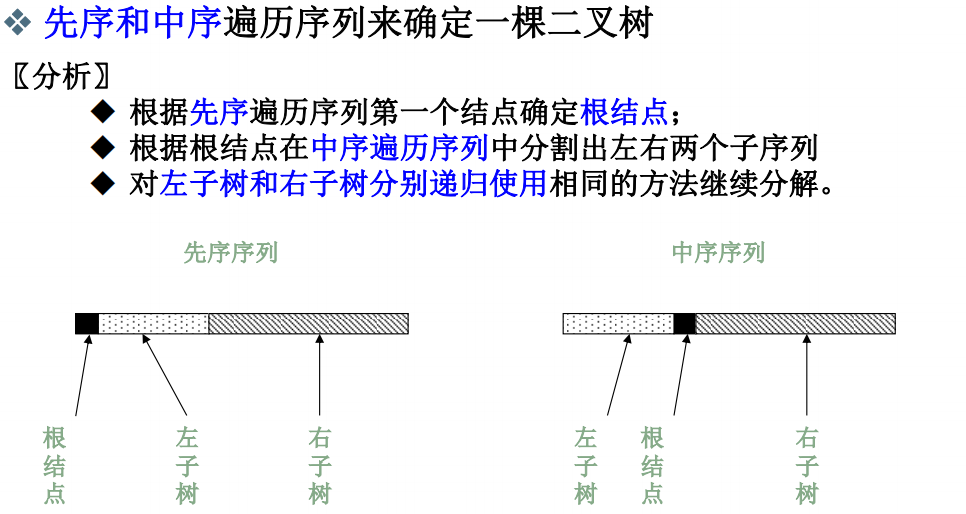 ❖ 先序和中序遍历序列来确定一棵二叉树
〖分析〗
◆ 根据先序遍历序列第一个结点确定根结点；
◆ 根据根结点在中序遍历序列中分割出左右两个子序列
◆ 对左子树和右子树分别递归使用相同的方法继续分解。
先序序列
中序序列
根结点
左子树
右子树
左子树
根结点
右子树